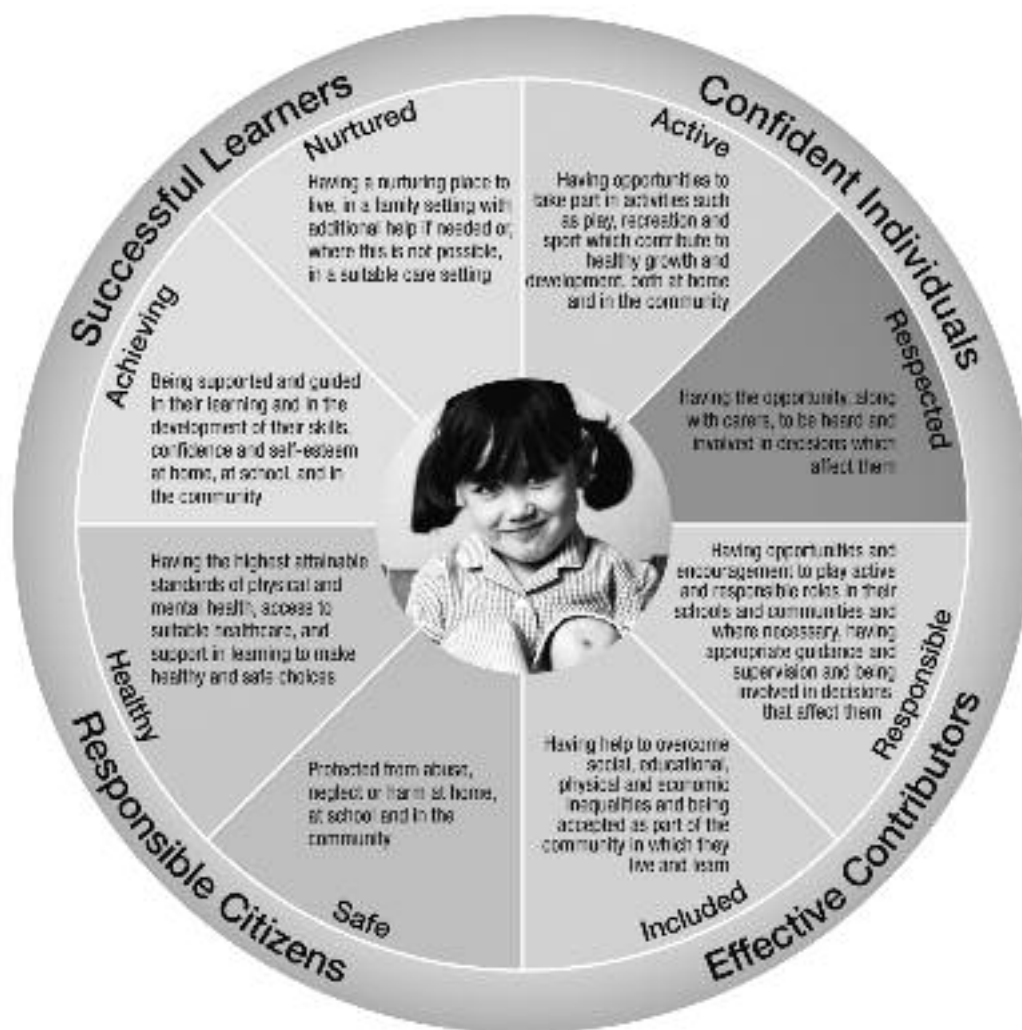 Successful Learners
Confident Individuals
Nurtured
Having a nurturing place to
live, in a family setting with
additional help if needed or,
where this is not possible,
in a suitable care setting
Active
Having opportunities to
take part in activities such
as play, recreation and
sport which contribute to
healthy growth and
development, both at home
and in the community
Respected
Having the opportunity, along
with carers, to be heard and
involved in decisions which
affect them
Achieving
Being supported and guided
in their learning and in the
development of their skills,
confidence and self-esteem
at home, at school, and in
the community
Healthy
Having the highest attainable
standards of physical and
mental health, access to
suitable healthcare, and
support in learning to make
healthy and safe choices
Responsible
Having opportunities and
encouragement to play active
and responsible roles in their
schools and communities and
where necessary, having
appropriate guidance and
supervision and being
involved in decisions
that affect them
Safe
Protected from abuse,
neglect or harm at home,
at school and in the
community
Included
Having help to overcome
social, educational,
physical and economic
inequalities and being
accepted as part of the
community in which they
live and learn
Responsible Citizens
Effective Contributors